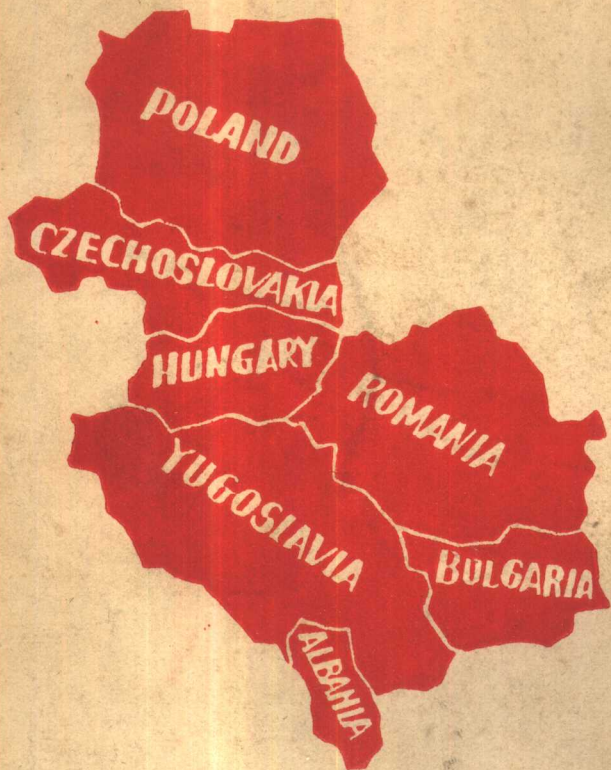 POLAND
CZECHOSLOVAKIA
HUNGARY
ROMANIA
YUGOSLAVIA
BULGARIA
ALBANIA